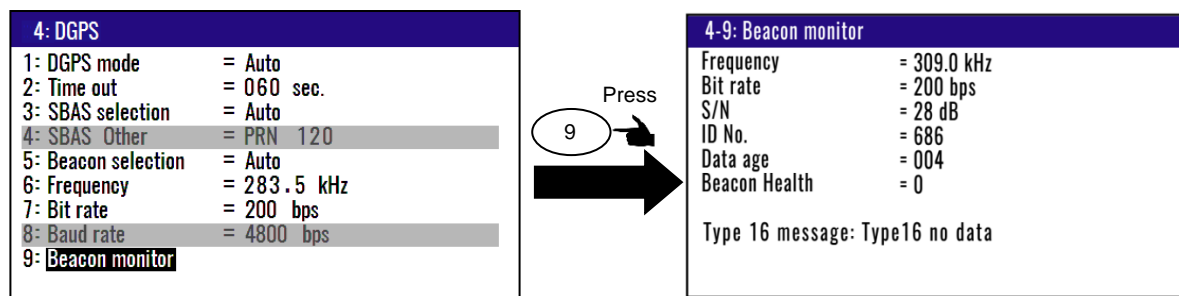 4: DGPS
1: DGPS mode = Auto
2: Time out = 060 sec.
3: SBAS selection = Auto
4: SBAS Other = PRN 120
5: Beacon selection = Auto
6: Frequency = 283.5 kHz
7: Bit rate = 200 bps
8: Baud rate = 4800 bps
9: Beacon monitor
Press
9
4-9: Beacon monitor
Frequency = 309.0 kHz
Bit rate = 200 bps
S/N = 28 dB
ID No. = 686
Data age = 004
Beacon Health = 0
Type 16 message: Type16 no data